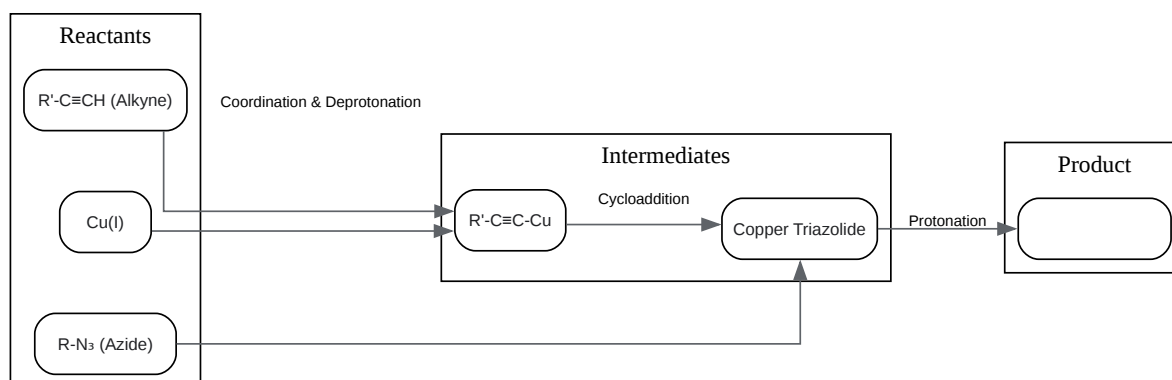 Reactants
R'-C≡CH (Alkyne)
Coordination & Deprotonation
Intermediates
Product
Cu(I)
R'-C≡C-Cu
Cycloaddition
Copper Triazolide
Protonation
R-N₃ (Azide)